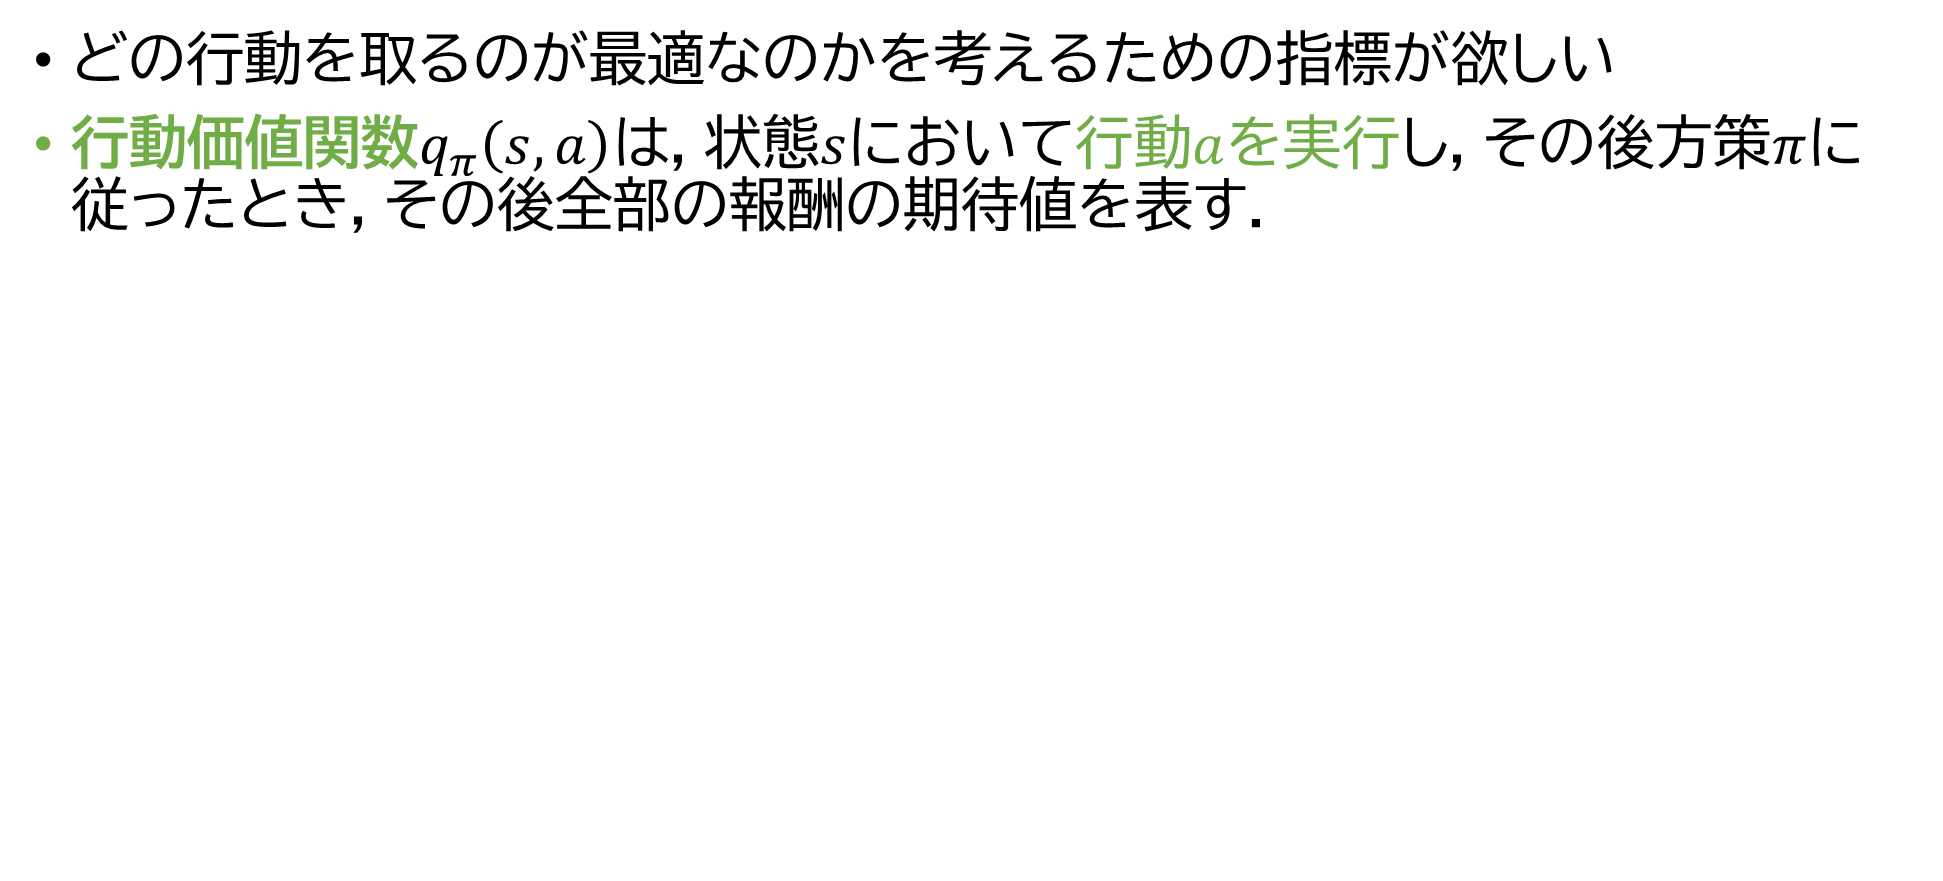 • どの行動を取るのが最適なのかを考えるための指標が欲しい
• 行動価値関数𝑞𝜋(𝑠, 𝑎)は, 状態𝑠において行動𝑎を実行し, その後方策𝜋に
従ったとき, その後全部の報酬の期待値を表す.